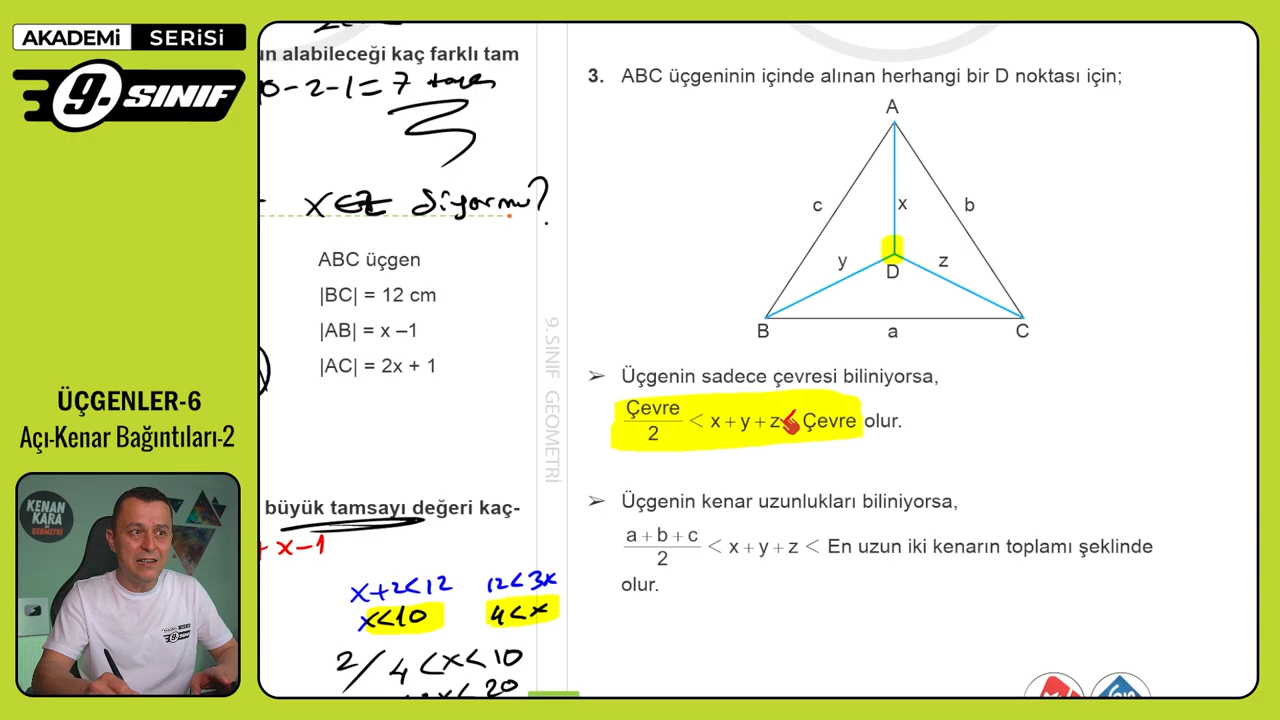 AKADEMİ SERİSİ
9. SINIF
ÜÇGENLER-6
Açı-Kenar Bağıntıları-2
KENAN
KARA
GEOMETRİ
un alabileceği kaç farklı tam
0-2-1=7 tane
x∈Z diyor mu?
ABC üçgen
|BC| = 12 cm
|AB| = x –1
|AC| = 2x + 1
büyük tamsayı değeri kaç-
+ x-1
x+2<12 12<3x
x<10 4<x
2/ 4<x<10
20
9.SINIF GEOMETRİ
3. ABC üçgeninin içinde alınan herhangi bir D noktası için;
A
c x b
y D z
B a C
➢ Üçgenin sadece çevresi biliniyorsa,
Çevre/2 < x + y + z < Çevre olur.
➢ Üçgenin kenar uzunlukları biliniyorsa,
a + b + c/2 < x + y + z < En uzun iki kenarın toplamı şeklinde
olur.